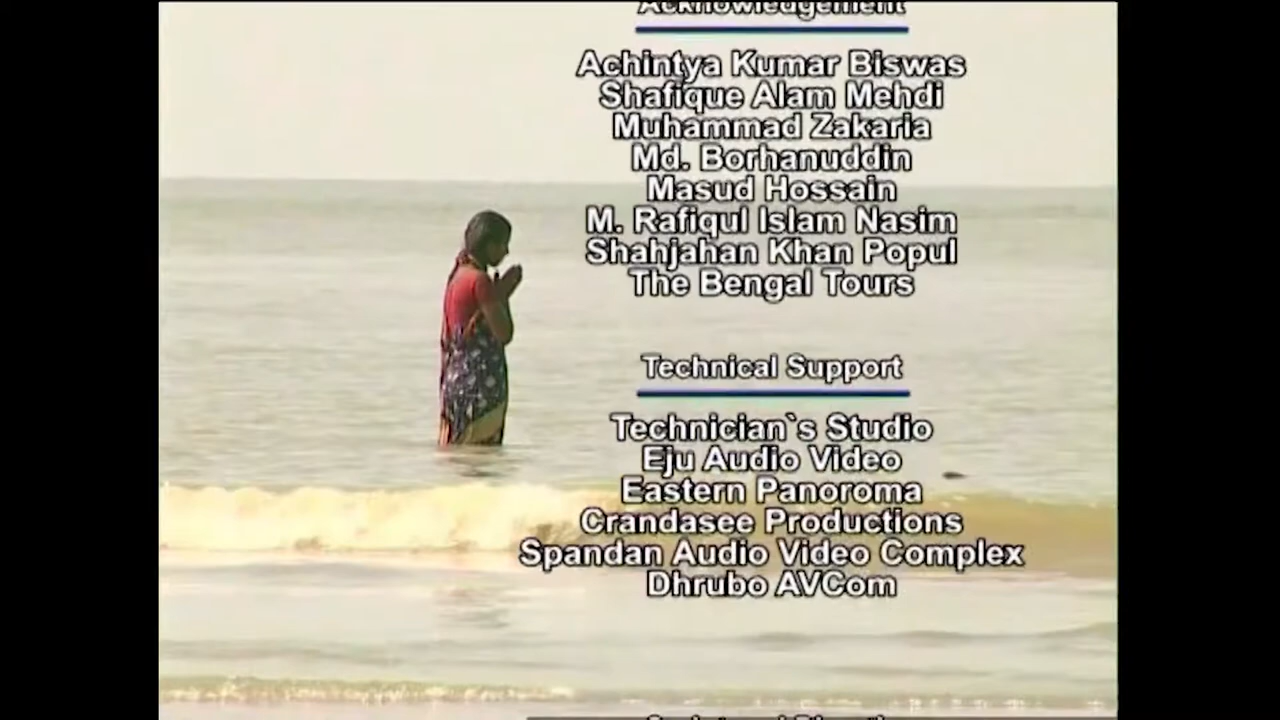 Acknowledgement
Achintya Kumar Biswas
Shafique Alam Mehdi
Muhammad Zakaria
Md. Borhanuddin
Masud Hossain
M. Rafiqul Islam Nasim
Shahjahan Khan Popul
The Bengal Tours
Technical Support
Technician`s Studio
Eju Audio Video
Eastern Panoroma
Crandasee Productions
Spandan Audio Video Complex
Dhrubo AVCom